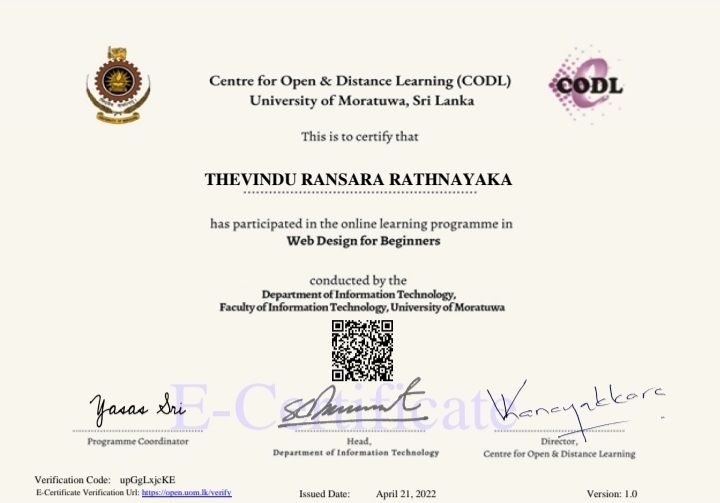 Centre for Open & Distance Learning (CODL)
University of Moratuwa, Sri Lanka
CODL
This is to certify that
THEVINDU RANSARA RATHNAYAKA
has participated in the online learning programme in
Web Design for Beginners
conducted by the
Department of Information Technology,
Faculty of Information Technology, University of Moratuwa
E-Certificate
Yasas Sri
Programme Coordinator
Head,
Department of Information Technology
Director,
Centre for Open & Distance Learning
Verification Code: upGgLxjcKE
E-Certificate Verification Url: https://open.uom.lk/verify
Issued Date: April 21, 2022
Version: 1.0